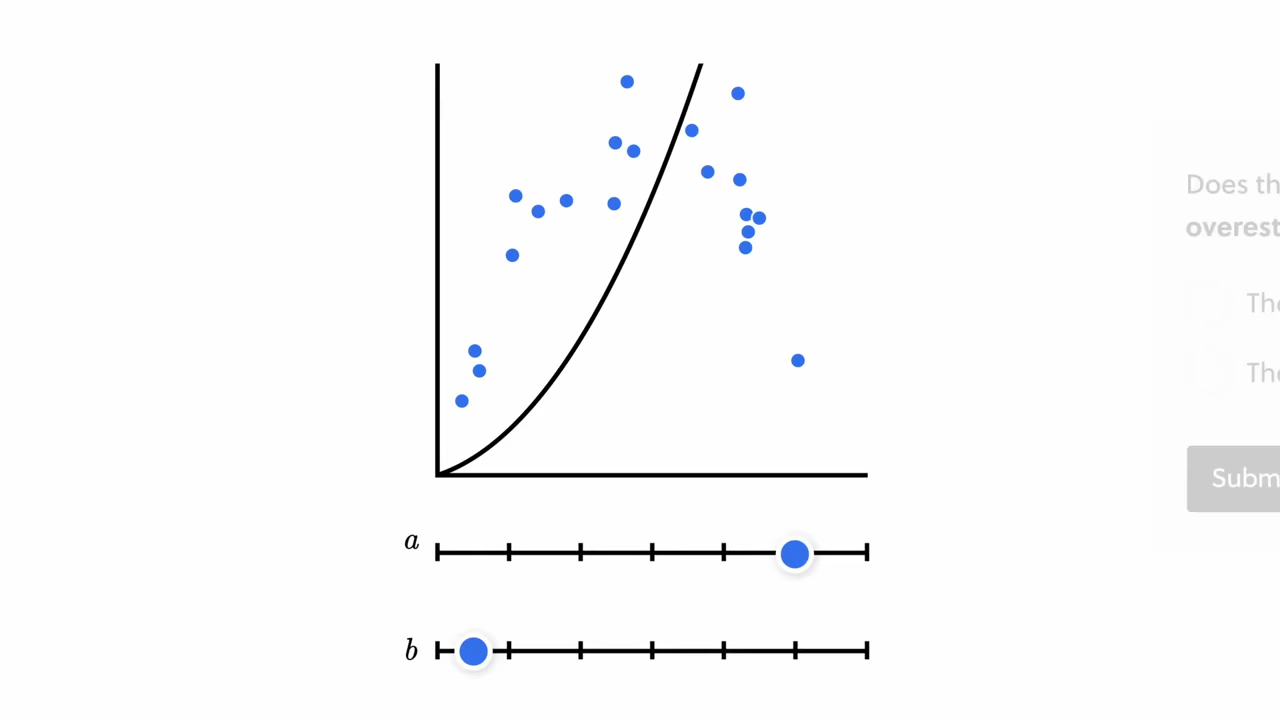 Does th
overest
The
The
Subm
a
b